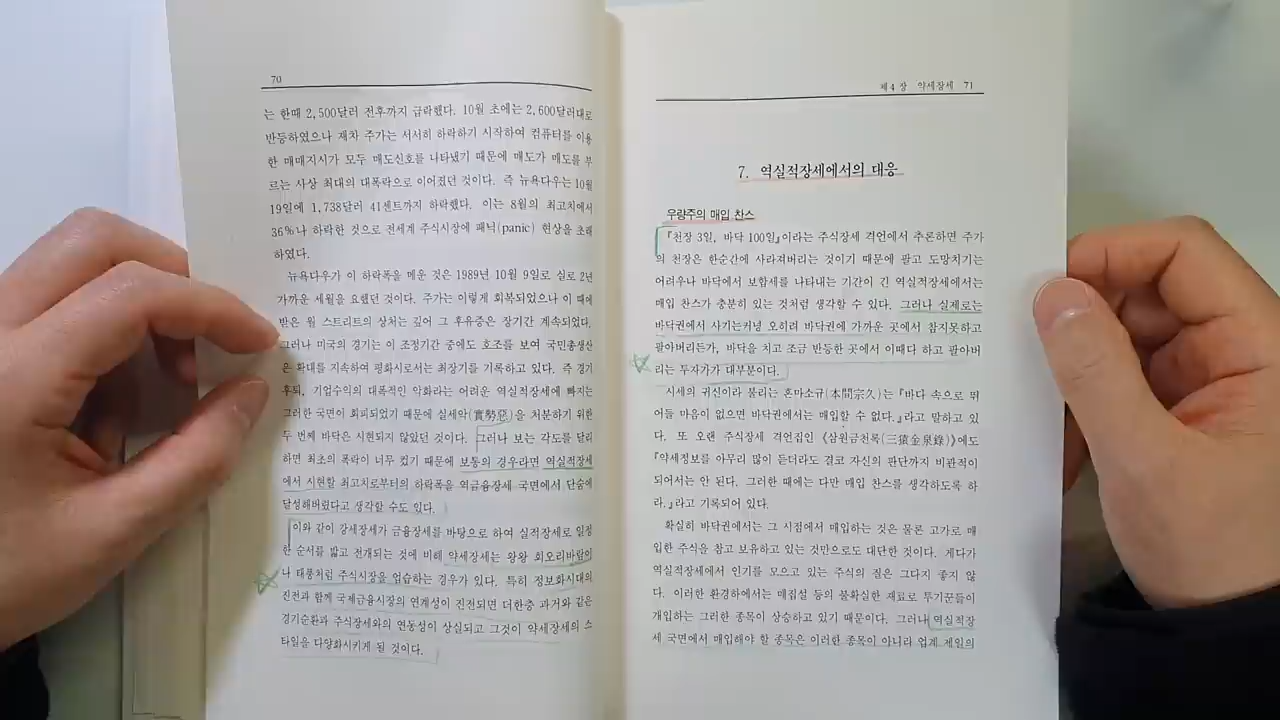 70
는 한때 2,500달러 전후까지 급락했다. 10월 초에는 2,600달러대로
반등하였으나 재차 주가는 서서히 하락하기 시작하여 컴퓨터를 이용
한 매매지시가 모두 매도신호를 나타냈기 때문에 매도가 매도를 부
르는 사상 최대의 대폭락으로 이어졌던 것이다. 즉 뉴욕다우는 10월
19일에 1,738달러 41센트까지 하락했다. 이는 8월의 최고치에서
36%나 하락한 것으로 전세계 주식시장에 패닉(panic) 현상을 초래
하였다.
뉴욕다우가 이 하락폭을 메운 것은 1989년 10월 9일로 실로 2년
가까운 세월을 요했던 것이다. 주가는 이렇게 회복되었으나 이 때에
받은 월 스트리트의 상처는 깊어 그 후유증은 장기간 계속되었다.
그러나 미국의 경기는 이 조정기간 중에도 호조를 보여 국민총생산
은 확대를 지속하여 평화시로서는 최장기를 기록하고 있다. 즉 경기
후퇴, 기업수익의 대폭적인 악화라는 어려운 역실적장세에 빠지는
그러한 국면이 회피되었기 때문에 실세악(實勢惡)을 처분하기 위한
두 번째 바닥은 시현되지 않았던 것이다. 그러나 보는 각도를 달리
하면 최초의 폭락이 너무 컸기 때문에 보통의 경우라면 역실적장세
에서 시현할 최고치로부터의 하락폭을 역금융장세 국면에서 단숨에
달성해버렸다고 생각할 수도 있다.
이와 같이 강세장세가 금융장세를 바탕으로 하여 실적장세로 일정
한 순서를 밟고 전개되는 것에 비해 약세장세는 왕왕 회오리바람이
나 태풍처럼 주식시장을 엄습하는 경우가 있다. 특히 정보화시대의
진전과 함께 국제금융시장의 연계성이 진전되면 더한층 과거와 같은
경기순환과 주식장세와의 연동성이 상실되고 그것이 약세장세의 스
타일을 다양화시키게 될 것이다.
제4장 약세장세 71
7. 역실적장세에서의 대응
우량주의 매입 찬스
『천장 3일, 바닥 100일』이라는 주식장세 격언에서 추론하면 주가
의 천장은 한순간에 사라져버리는 것이기 때문에 팔고 도망치기는
어려우나 바닥에서 보합세를 나타내는 기간이 긴 역실적장세에서는
매입 찬스가 충분히 있는 것처럼 생각할 수 있다. 그러나 실제로는
바닥권에서 사기는커녕 오히려 바닥권에 가까운 곳에서 참지못하고
팔아버리든가, 바닥을 치고 조금 반등한 곳에서 이때다 하고 팔아버
리는 투자가가 대부분이다.
시세의 귀신이라 불리는 혼마소규(本間宗久)는 『바다 속으로 뛰
어들 마음이 없으면 바닥권에서는 매입할 수 없다.』라고 말하고 있
다. 또 오랜 주식장세 격언집인 《삼원금천록(三猿金泉錄)》에도
『약세정보를 아무리 많이 듣더라도 결코 자신의 판단까지 비관적이
되어서는 안 된다. 그러한 때에는 다만 매입 찬스를 생각하도록 하
라.』라고 기록되어 있다.
확실히 바닥권에서는 그 시점에서 매입하는 것은 물론 고가로 매
입한 주식을 참고 보유하고 있는 것만으로도 대단한 것이다. 게다가
역실적장세에서 인기를 모으고 있는 주식의 질은 그다지 좋지 않
다. 이러한 환경하에서는 매집설 등의 불확실한 재료로 투기꾼들이
개입하는 그러한 종목이 상승하고 있기 때문이다. 그러나 역실적장
세 국면에서 매입해야 할 종목은 이러한 종목이 아니라 업계 제일의